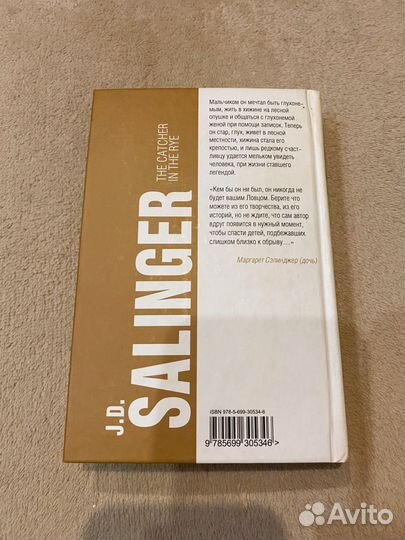 J.D.
SALINGER
THE CATCHER
IN THE RYE
Мальчиком он мечтал быть глухоне-
мым, жить в хижине на лесной
опушке и общаться с глухонемой
женой при помощи записок. Теперь
он стар, глух, живет в лесной
местности, хижина стала его
крепостью, и лишь редкому счаст-
ливцу удается мельком увидеть
человека, при жизни ставшего
легендой.
«Кем бы он ни был, он никогда не
будет вашим Ловцом. Берите что
можете из его творчества, из его
историй, но не ждите, что сам автор
вдруг появится в нужный момент,
чтобы спасти детей, подбежавших
слишком близко к обрыву....»
Маргарет Сэлинджер (дочь)
ISBN 978-5-699-30534-6
9 785699 305346 >
Avito